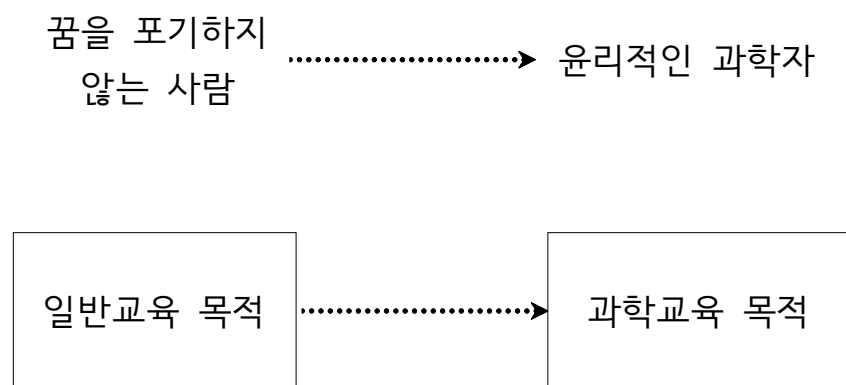 꿈을 포기하지
않는 사람
윤리적인 과학자
일반교육 목적
과학교육 목적